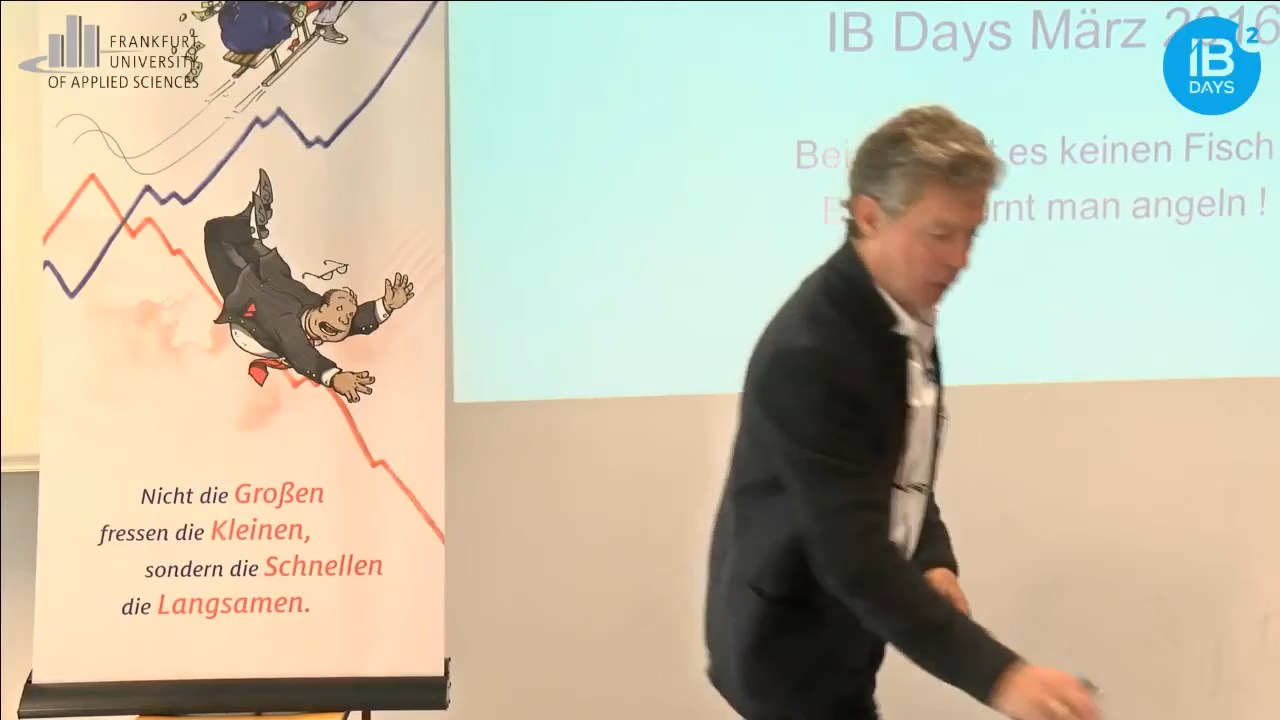 FRANKFURT
UNIVERSITY
OF APPLIED SCIENCES
IB Days März 2016
IB
2
DAYS
es keinen Fisch
man angeln !
Nicht die Großen
fressen die Kleinen,
sondern die Schnellen
die Langsamen.